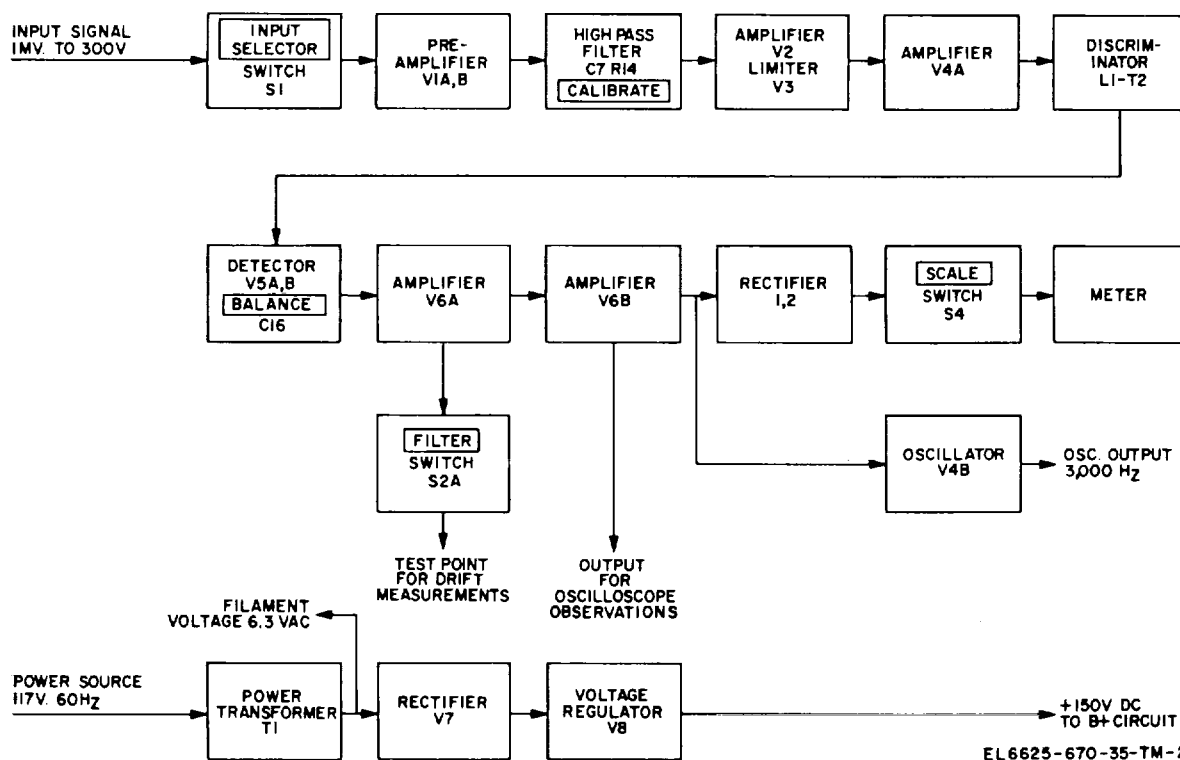 INPUT SIGNAL
1MV. TO 300V
INPUT
SELECTOR
SWITCH
S1
PRE-
AMPLIFIER
V1A,B
HIGH PASS
FILTER
C7 R14
CALIBRATE
AMPLIFIER
V2
LIMITER
V3
AMPLIFIER
V4A
DISCRIM-
INATOR
L1-T2
DETECTOR
V5A,B
BALANCE
C16
AMPLIFIER
V6A
AMPLIFIER
V6B
RECTIFIER
1,2
SCALE
SWITCH
S4
METER
FILTER
SWITCH
S2A
OSCILLATOR
V4B
OSC. OUTPUT
3,000 Hz
TEST POINT
FOR DRIFT
MEASUREMENTS
OUTPUT
FOR
OSCILLOSCOPE
OBSERVATIONS
FILAMENT
VOLTAGE 6.3 VAC
POWER SOURCE
117V. 60Hz
POWER
TRANSFORMER
T1
RECTIFIER
V7
VOLTAGE
REGULATOR
V8
+150V DC
TO B+ CIRCUIT
EL6625-670-35-TM-2